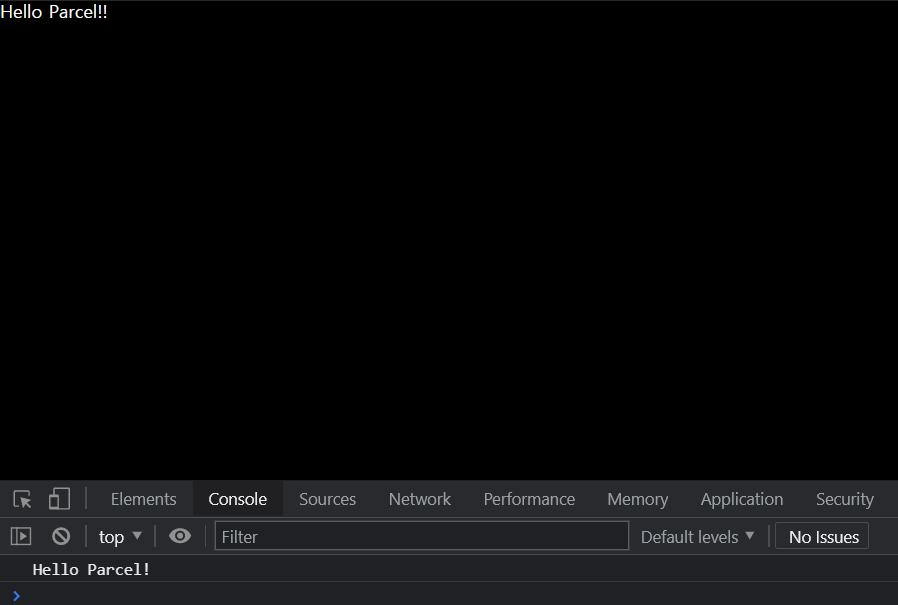 Hello Parcel!!
Elements Console Sources Network Performance Memory Application Security
top Filter Default levels No Issues
Hello Parcel!